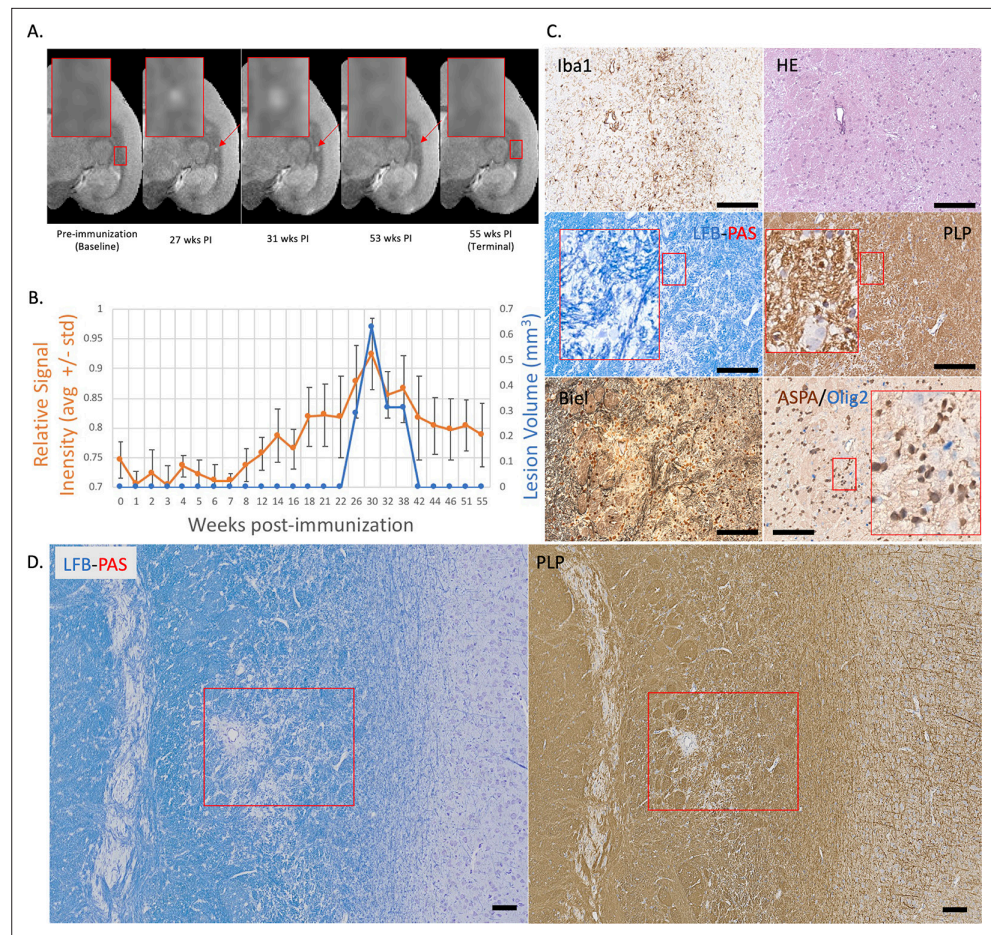 A.
Pre-immunization
(Baseline)
27 wks PI
31 wks PI
53 wks PI
55 wks PI
(Terminal)
B.
Relative Signal
Inensity (avg +/- std)
1
0.95
0.9
0.85
0.8
0.75
0.7
0.7
0.6
0.5
0.4
0.3
0.2
0.1
0
Lesion Volume (mm³)
0 1 2 3 4 5 6 7 8 12 14 16 18 21 22 26 30 32 38 42 44 46 51 55
Weeks post-immunization
C.
Iba1
HE
LFB-PAS
PLP
Biel
ASPA/Olig2
D.
LFB-PAS
PLP